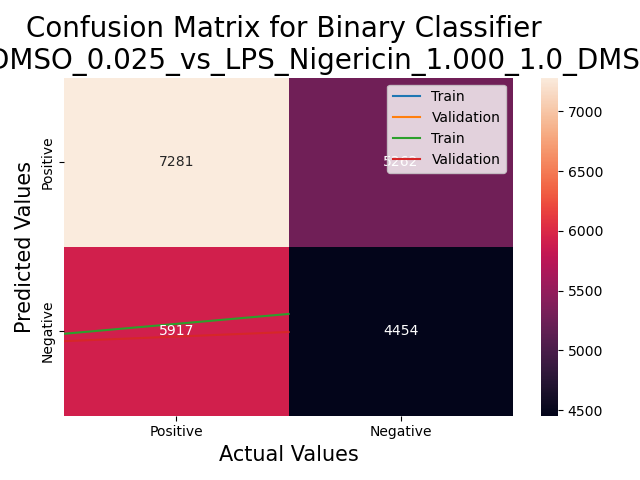 Confusion Matrix for Binary Classifier
DMSO_0.025_vs_LPS_Nigericin_1.000_1.0_DMS
Train
Validation
Train
Validation
7281
5917
4454
Positive
Negative
Predicted Values
Positive
Negative
Actual Values
7000
6500
6000
5500
5000
4500